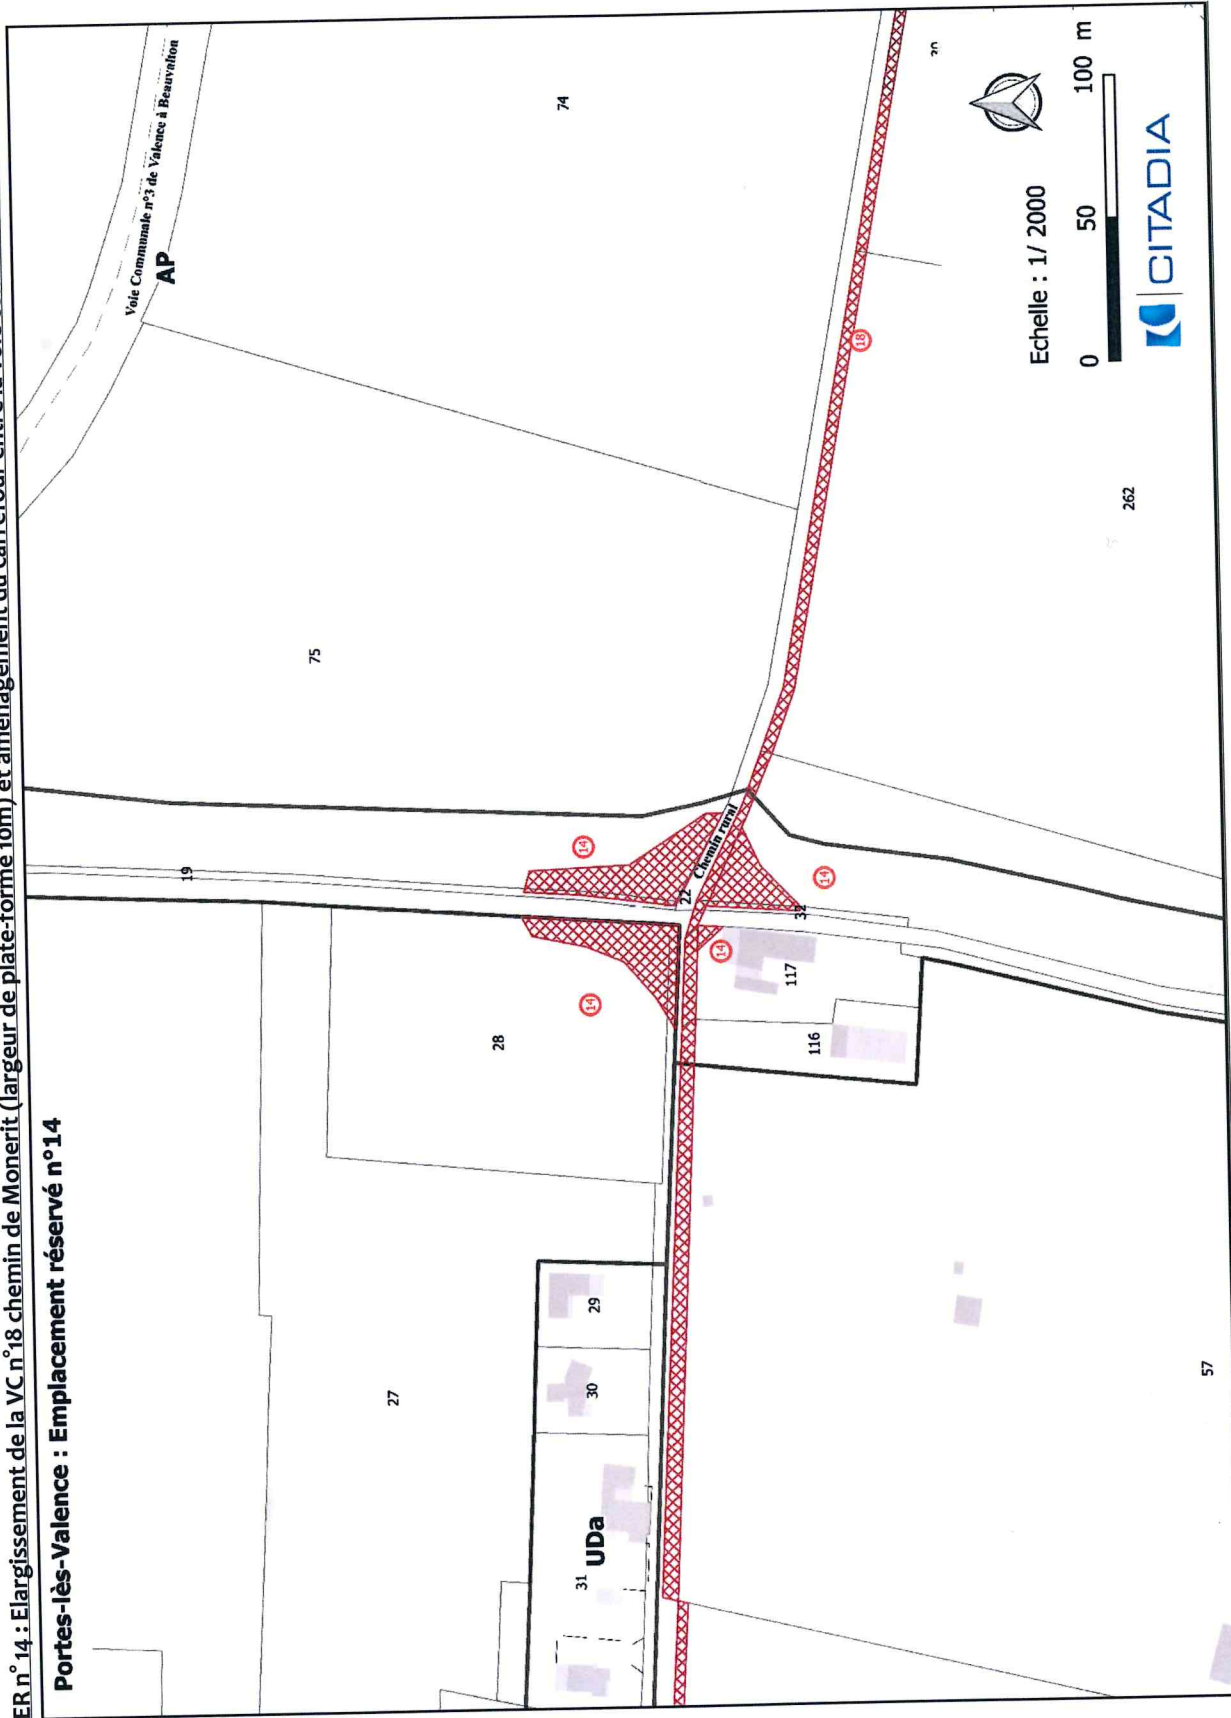 ER n°14 : Elargissement de la VC n°18 chemin de Monerit (largeur de plate-forme 10m) et aménagement du carrefour entre la
Portes-lès-Valence : Emplacement réservé n°14
Voie Communale n°3 de Valence à Beauvallon
AP
74
75
19
27
28
14
14
29
30
31
UDa
22
Chemin rural
32
14
14
117
116
18
262
57
Echelle : 1/ 2000
0 50 100 m
CITADIA